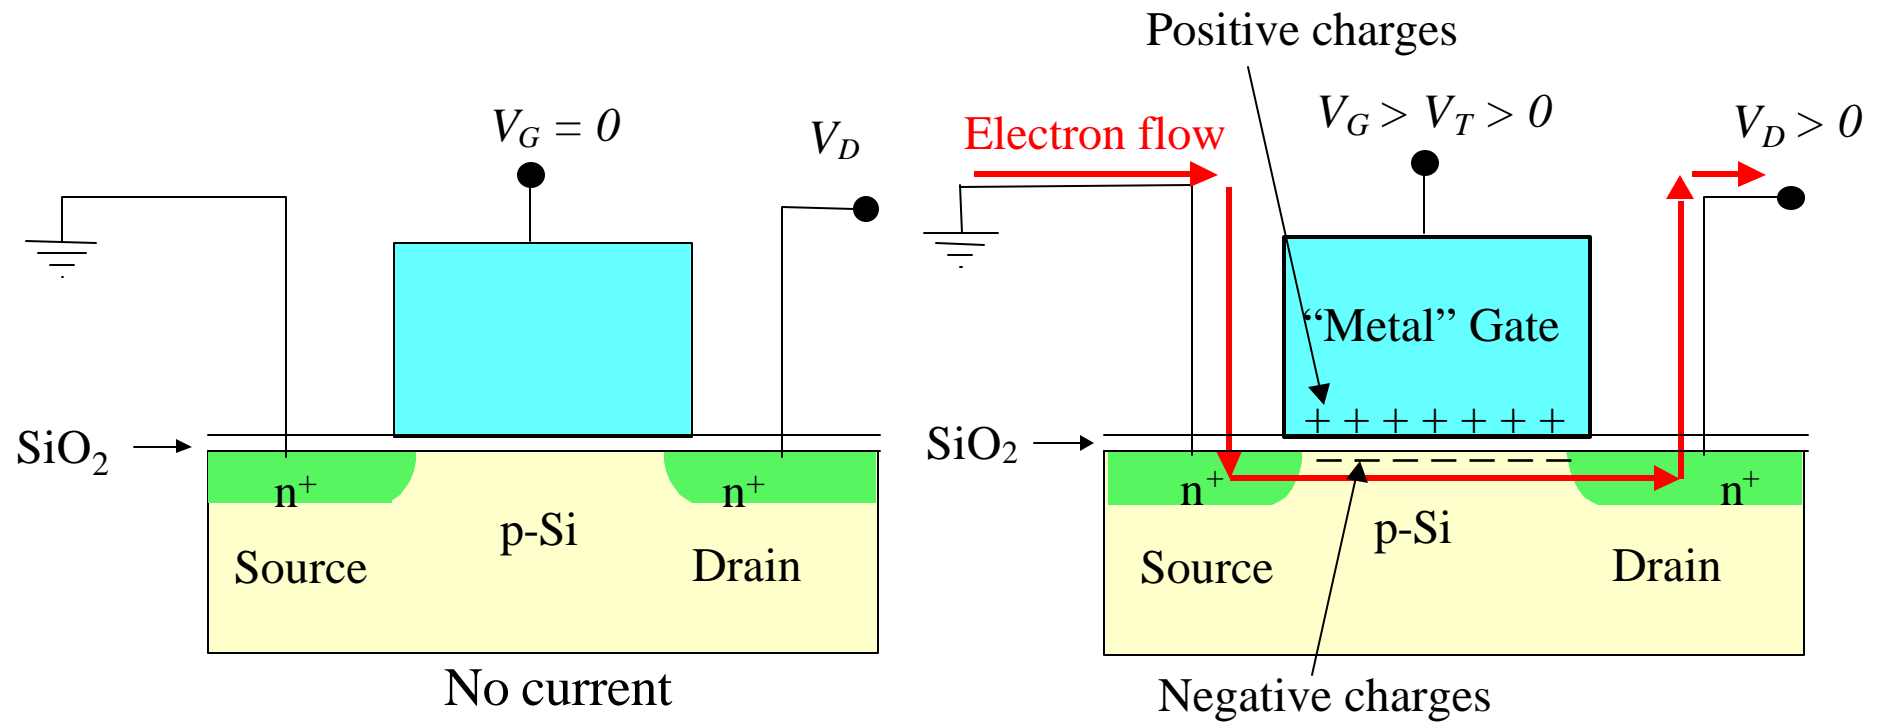 V_G = 0
V_D
SiO₂
n⁺
n⁺
p-Si
Source
Drain
No current
Positive charges
Electron flow
V_G > V_T > 0
V_D > 0
“Metal” Gate
+ + + + + + +
SiO₂
– – – – – – –
n⁺
n⁺
p-Si
Source
Drain
Negative charges